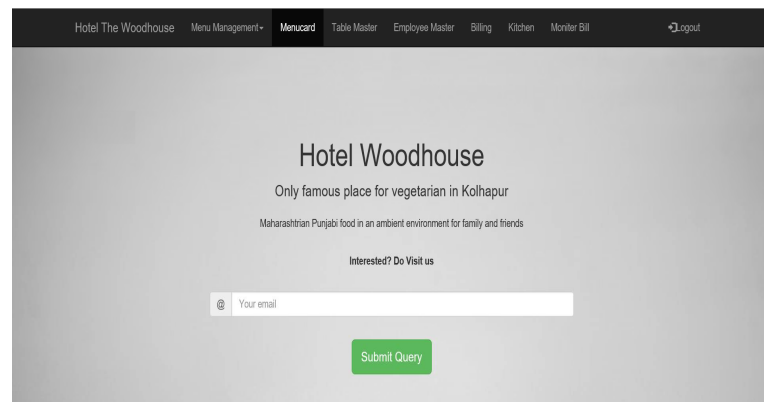 Hotel The Woodhouse Menu Management Menucard Table Master Employee Master Billing Kitchen Moniter Bill Logout
Hotel Woodhouse
Only famous place for vegetarian in Kolhapur
Maharashtrian Punjabi food in an ambient environment for family and friends
Interested? Do Visit us
@ Your email
Submit Query